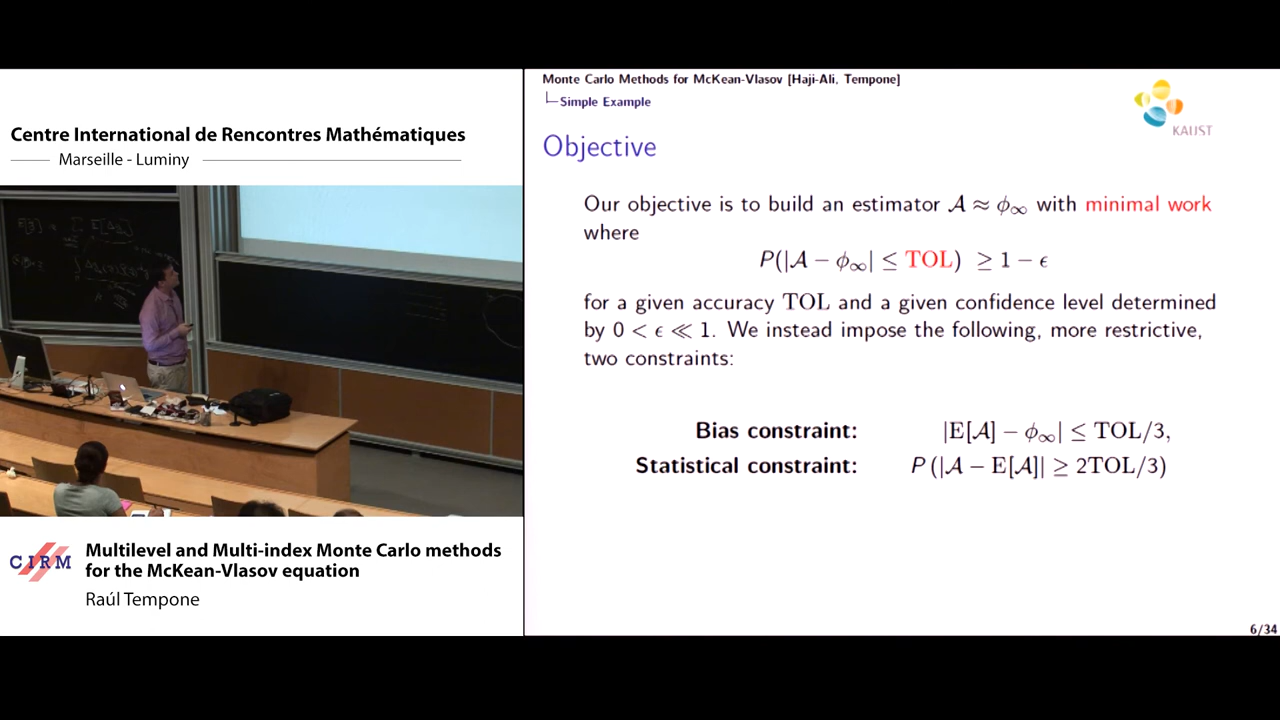 Centre International de Rencontres Mathématiques
Marseille - Luminy
CIRM
Multilevel and Multi-index Monte Carlo methods
for the McKean-Vlasov equation
Raúl Tempone
Monte Carlo Methods for McKean-Vlasov [Haji-Ali, Tempone]
Simple Example
KAUST
Objective
Our objective is to build an estimator 𝒜 ≈ ϕ∞ with minimal work
where
P(|𝒜 − ϕ∞| ≤ TOL) ≥ 1 − ϵ
for a given accuracy TOL and a given confidence level determined
by 0 < ϵ ≪ 1. We instead impose the following, more restrictive,
two constraints:
Bias constraint: |E[𝒜] − ϕ∞| ≤ TOL/3,
Statistical constraint: P(|𝒜 − E[𝒜]| ≥ 2TOL/3)
6/34